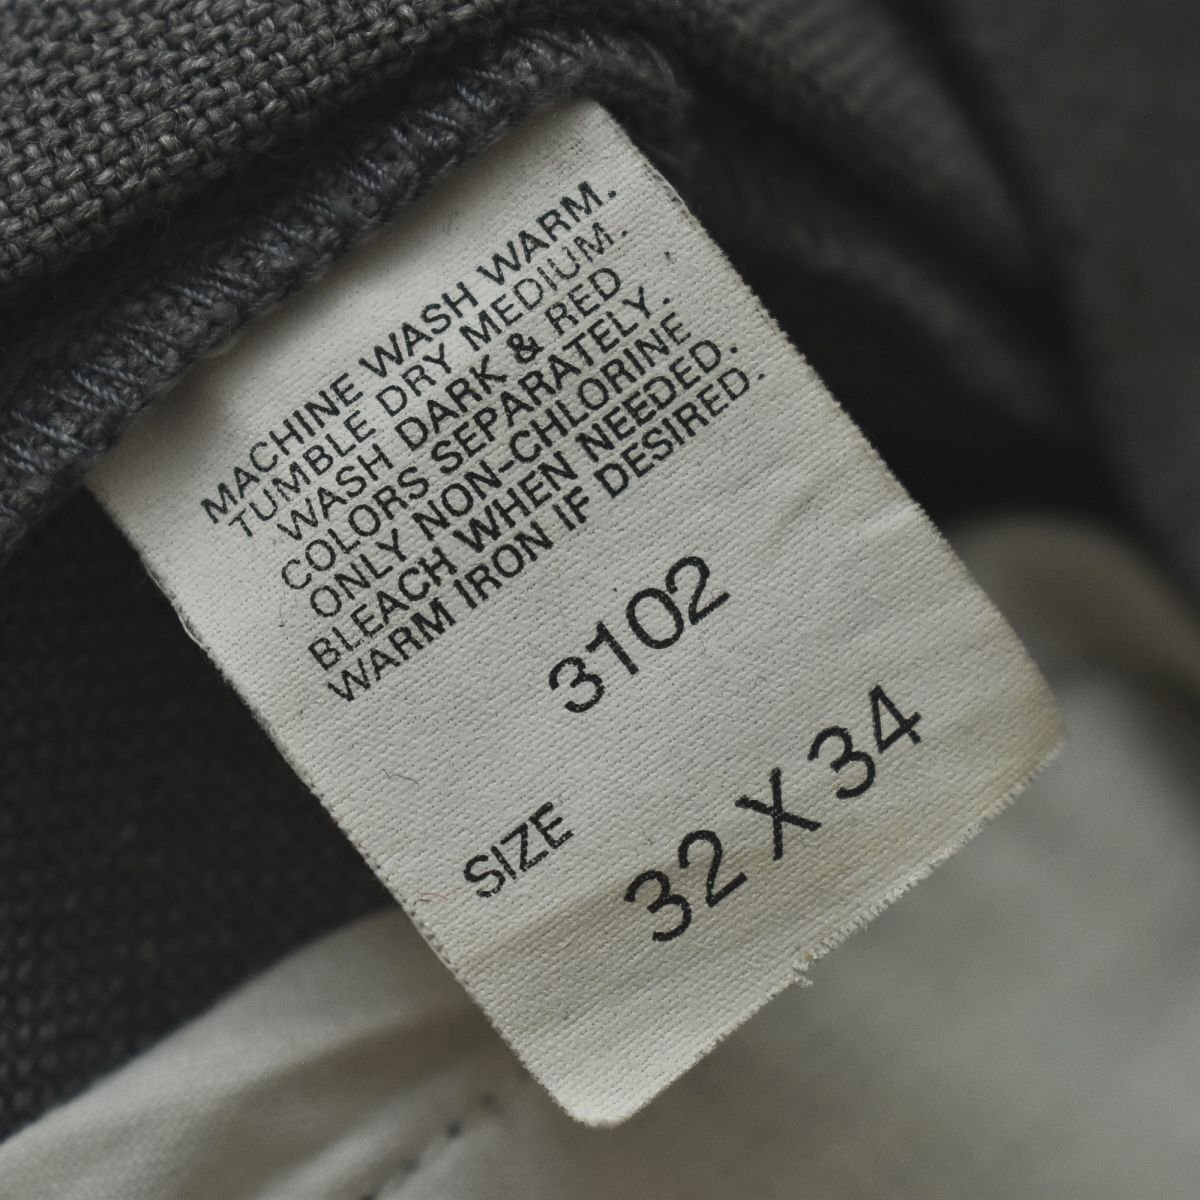 MACHINE WASH WARM.
TUMBLE DRY MEDIUM.
WASH DARK & RED
COLORS SEPARATELY.
ONLY NON-CHLORINE
BLEACH WHEN NEEDED.
WARM IRON IF DESIRED.
3102
SIZE
32 X 34